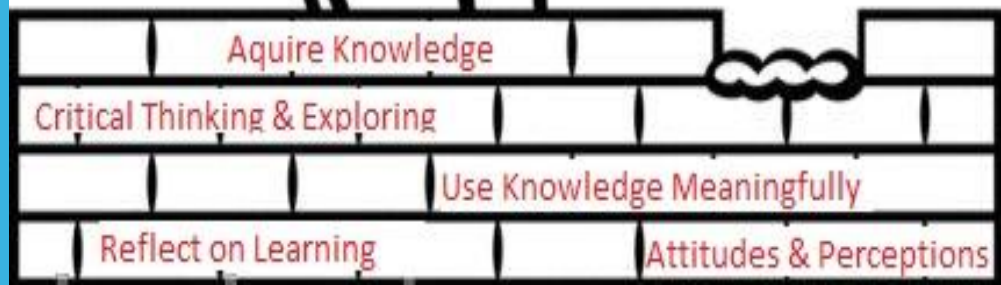 Aquire Knowledge
Critical Thinking & Exploring
Use Knowledge Meaningfully
Reflect on Learning
Attitudes & Perceptions